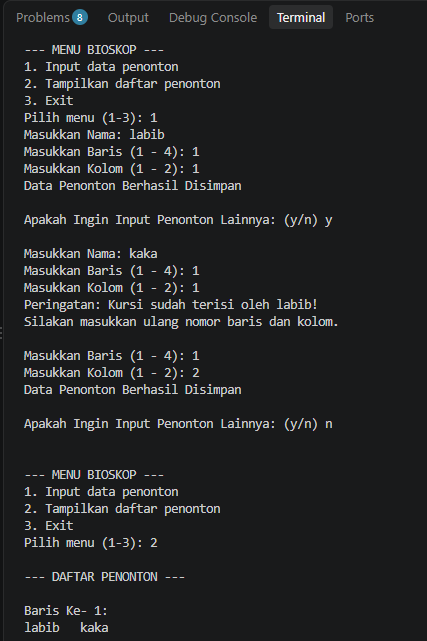 Problems 8 Output Debug Console Terminal Ports
--- MENU BIOSKOP ---
1. Input data penonton
2. Tampilkan daftar penonton
3. Exit
Pilih menu (1-3): 1
Masukkan Nama: labib
Masukkan Baris (1 - 4): 1
Masukkan Kolom (1 - 2): 1
Data Penonton Berhasil Disimpan
Apakah Ingin Input Penonton Lainnya: (y/n) y
Masukkan Nama: kaka
Masukkan Baris (1 - 4): 1
Masukkan Kolom (1 - 2): 1
Peringatan: Kursi sudah terisi oleh labib!
Silakan masukkan ulang nomor baris dan kolom.
Masukkan Baris (1 - 4): 1
Masukkan Kolom (1 - 2): 2
Data Penonton Berhasil Disimpan
Apakah Ingin Input Penonton Lainnya: (y/n) n
--- MENU BIOSKOP ---
1. Input data penonton
2. Tampilkan daftar penonton
3. Exit
Pilih menu (1-3): 2
--- DAFTAR PENONTON ---
Baris Ke- 1:
labib kaka